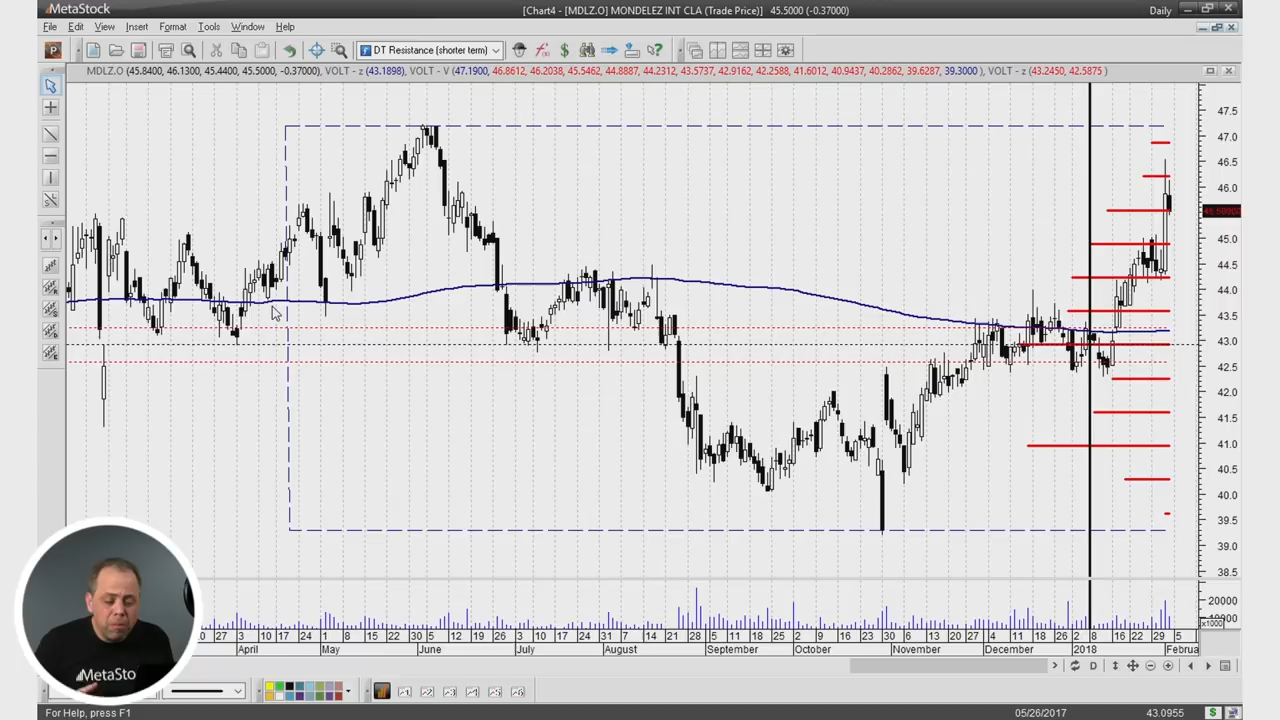 MetaStock
[Chart4 - [MDLZ.O] MONDELEZ INT CLA (Trade Price)] 45.5000 (-0.37000)
Daily
File Edit View Insert Format Tools Window Help
DT Resistance (shorter term)
MDLZ.O (45.8400, 46.1300, 45.4400, 45.5000, -0.37000), VOLT - z (43.1898), VOLT - V (47.1900, 46.8612, 46.2038, 45.5462, 44.8887, 44.2312, 43.5737, 42.9162, 42.2588, 41.6012, 40.9437, 40.2862, 39.6287, 39.3000 ), VOLT - z (43.2450, 42.5875 )
47.5
47.0
46.5
46.0
45.0
44.5
44.0
43.5
43.0
42.5
42.0
41.5
41.0
40.5
40.0
39.5
39.0
38.5
20000
10000
x1000
27 3 10 17 24 1 8 15 22 30 5 12 19 26 3 10 17 24 31 7 14 21 28 5 11 18 25 2 9 16 23 30 6 13 20 27 4 11 18 26 2 8 16 22 29 5
April May June July August September October November December 2018 Februa
D
MetaSto
For Help, press F1
05/26/2017 43.0955